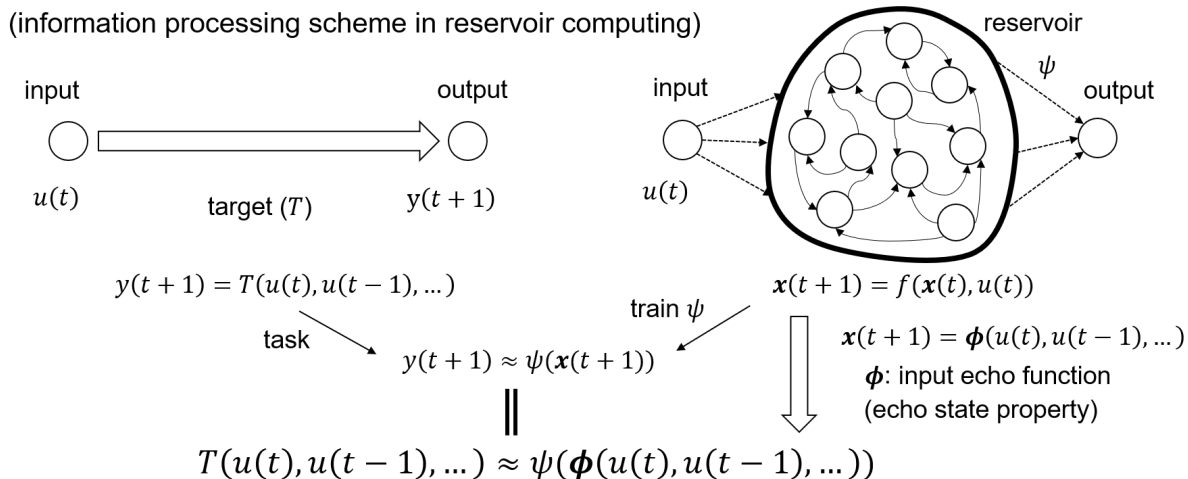 (information processing scheme in reservoir computing)
input
output
u(t)
target (T)
y(t + 1)
y(t + 1) = T(u(t), u(t − 1), …)
task
reservoir
input
ψ
output
u(t)
𝒙(t + 1) = f(𝒙(t), u(t))
train ψ
𝒙(t + 1) = 𝝓(u(t), u(t − 1), …)
𝝓: input echo function
(echo state property)
y(t + 1) ≈ ψ(𝒙(t + 1))
T(u(t), u(t − 1), …) ≈ ψ(𝝓(u(t), u(t − 1), …))